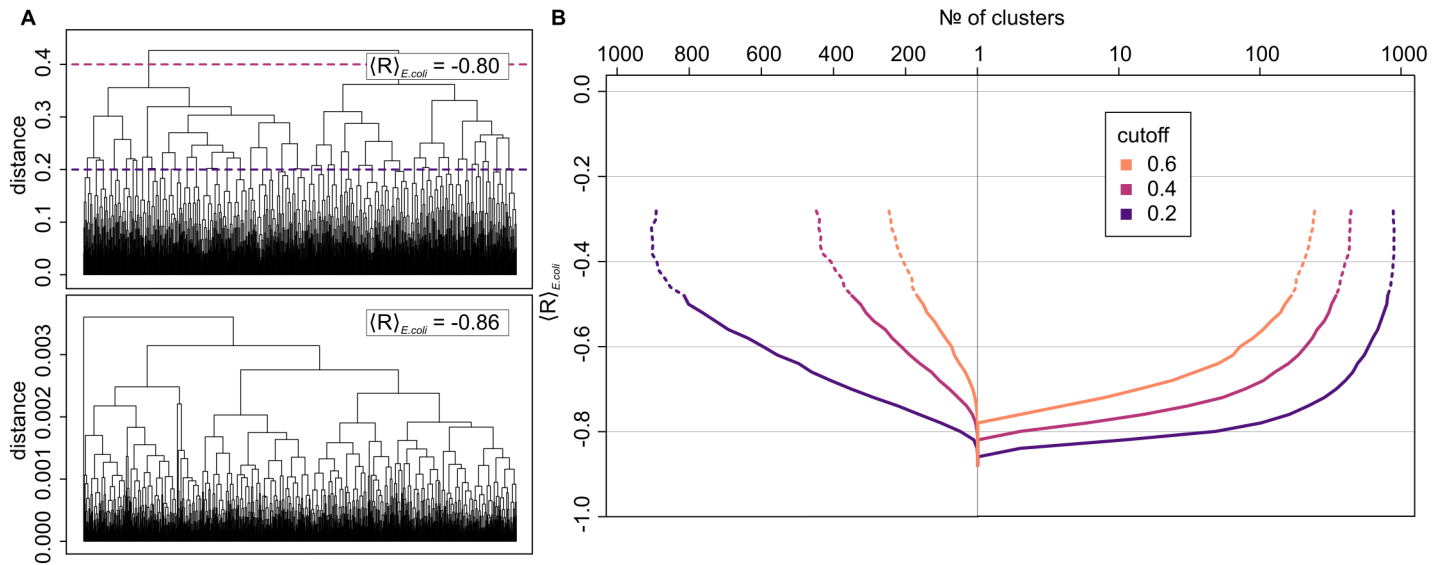 A
distance
0.4
0.3
0.2
0.1
0.0
⟨R⟩E.coli = -0.80
distance
0.003
0.002
0.001
0.000
⟨R⟩E.coli = -0.86
B
№ of clusters
1000 800 600 400 200 1 10 100 1000
⟨R⟩E.coli
0.0
-0.2
-0.4
-0.6
-0.8
-1.0
cutoff
0.6
0.4
0.2